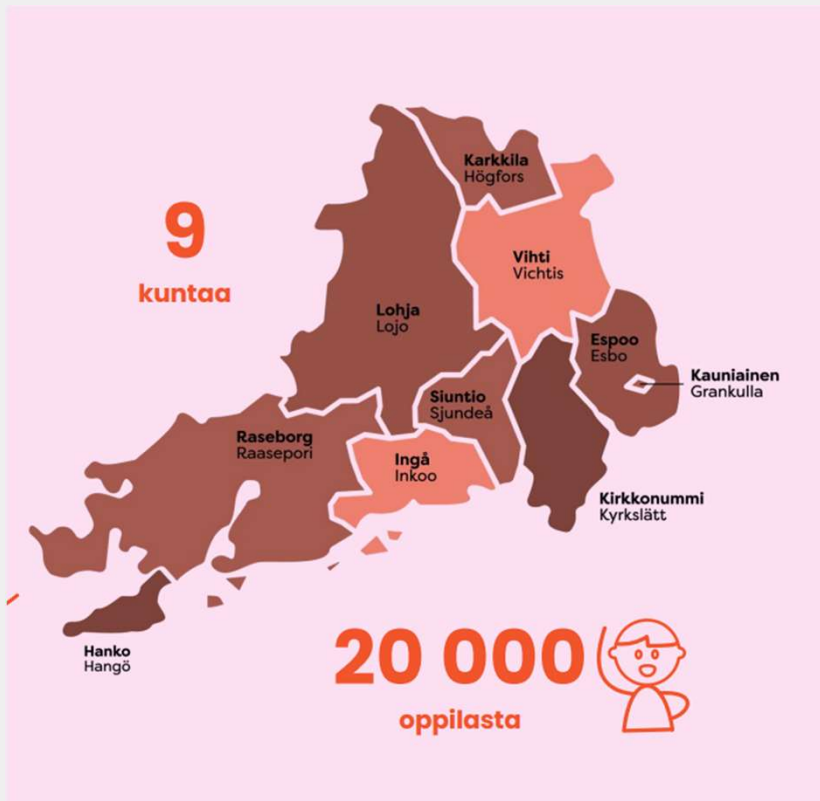 Karkkila
Högfors
9
kuntaa
Vihti
Vichtis
Lohja
Lojo
Espoo
Esbo
Kauniainen
Grankulla
Siuntio
Sjundeå
Raseborg
Raasepori
Ingå
Inkoo
Kirkkonummi
Kyrkslätt
Hanko
Hangö
20 000
oppilasta